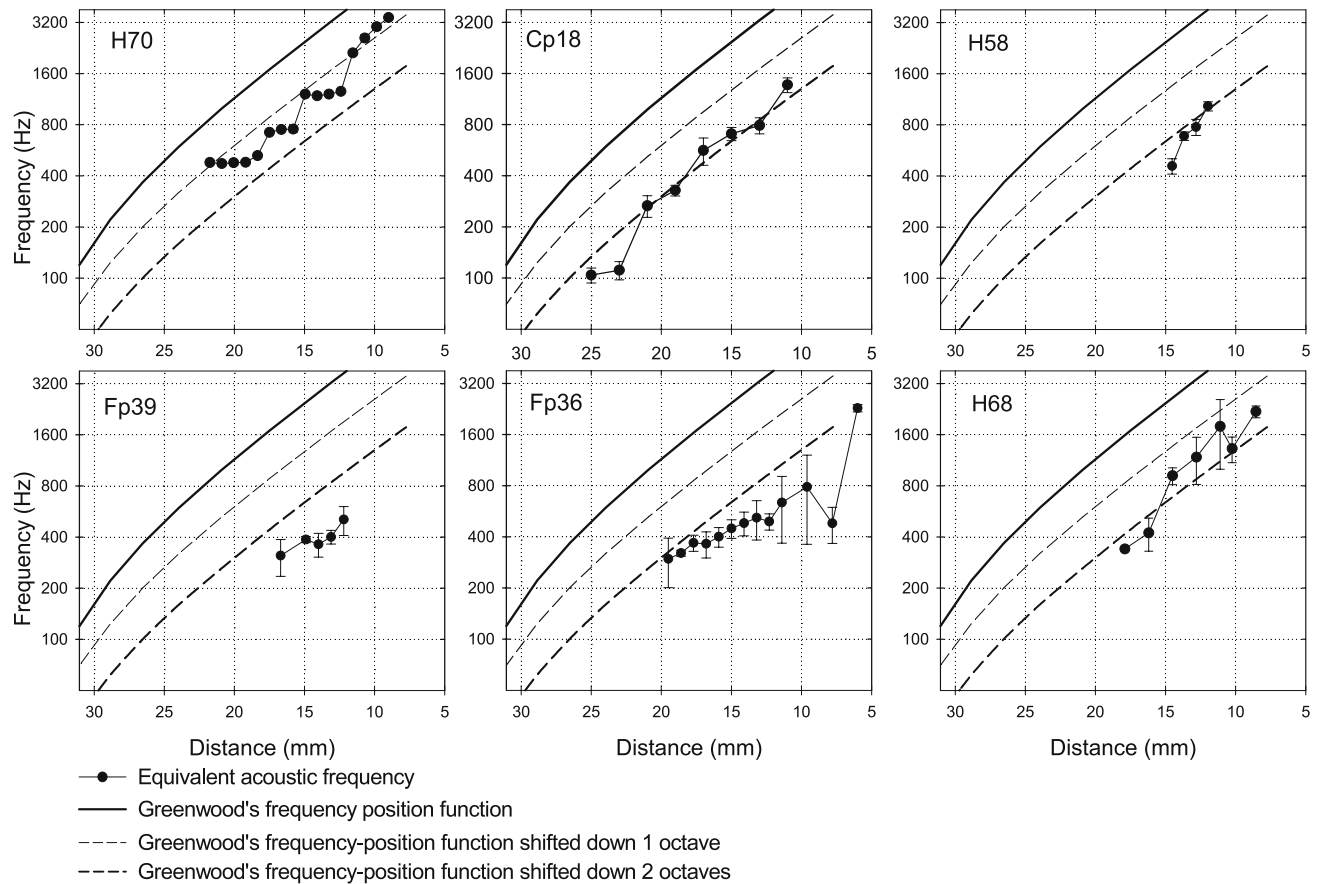 H70
Cp18
H58
Frequency (Hz)
3200
1600
800
400
200
100
30 25 20 15 10 5
3200
1600
800
400
200
100
30 25 20 15 10 5
3200
1600
800
400
200
100
30 25 20 15 10 5
Fp39
Fp36
H68
Frequency (Hz)
3200
1600
800
400
200
100
30 25 20 15 10 5
3200
1600
800
400
200
100
30 25 20 15 10 5
3200
1600
800
400
200
100
30 25 20 15 10 5
Distance (mm)
Distance (mm)
Distance (mm)
Equivalent acoustic frequency
Greenwood's frequency position function
Greenwood's frequency-position function shifted down 1 octave
Greenwood's frequency-position function shifted down 2 octaves